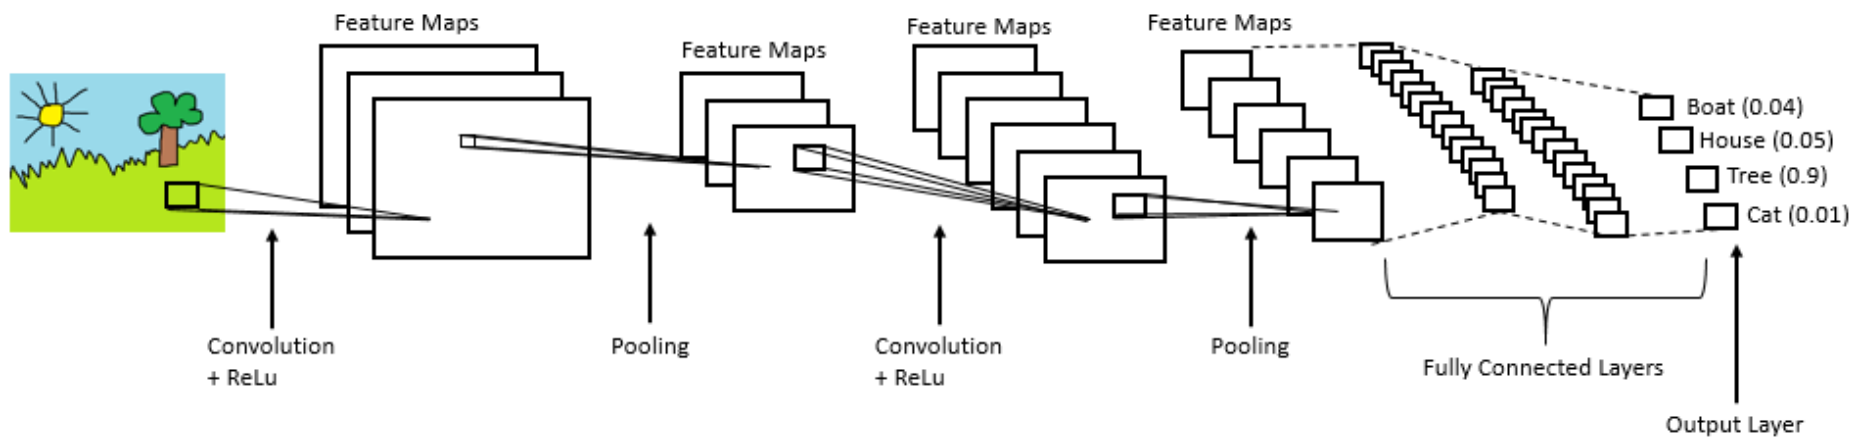 Feature Maps
Feature Maps
Feature Maps
Feature Maps
Boat (0.04)
House (0.05)
Tree (0.9)
Cat (0.01)
Convolution
+ ReLu
Pooling
Convolution
+ ReLu
Pooling
Fully Connected Layers
Output Layer